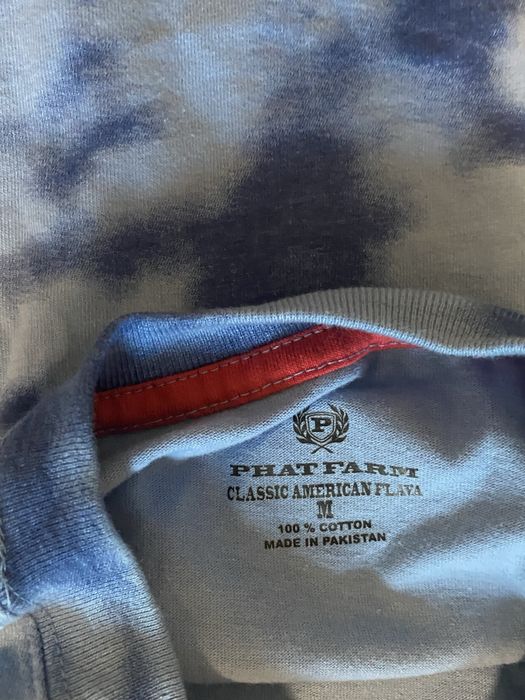 P
PHAT FARM
CLASSIC AMERICAN FLAVA
M
100 % COTTON
MADE IN PAKISTAN